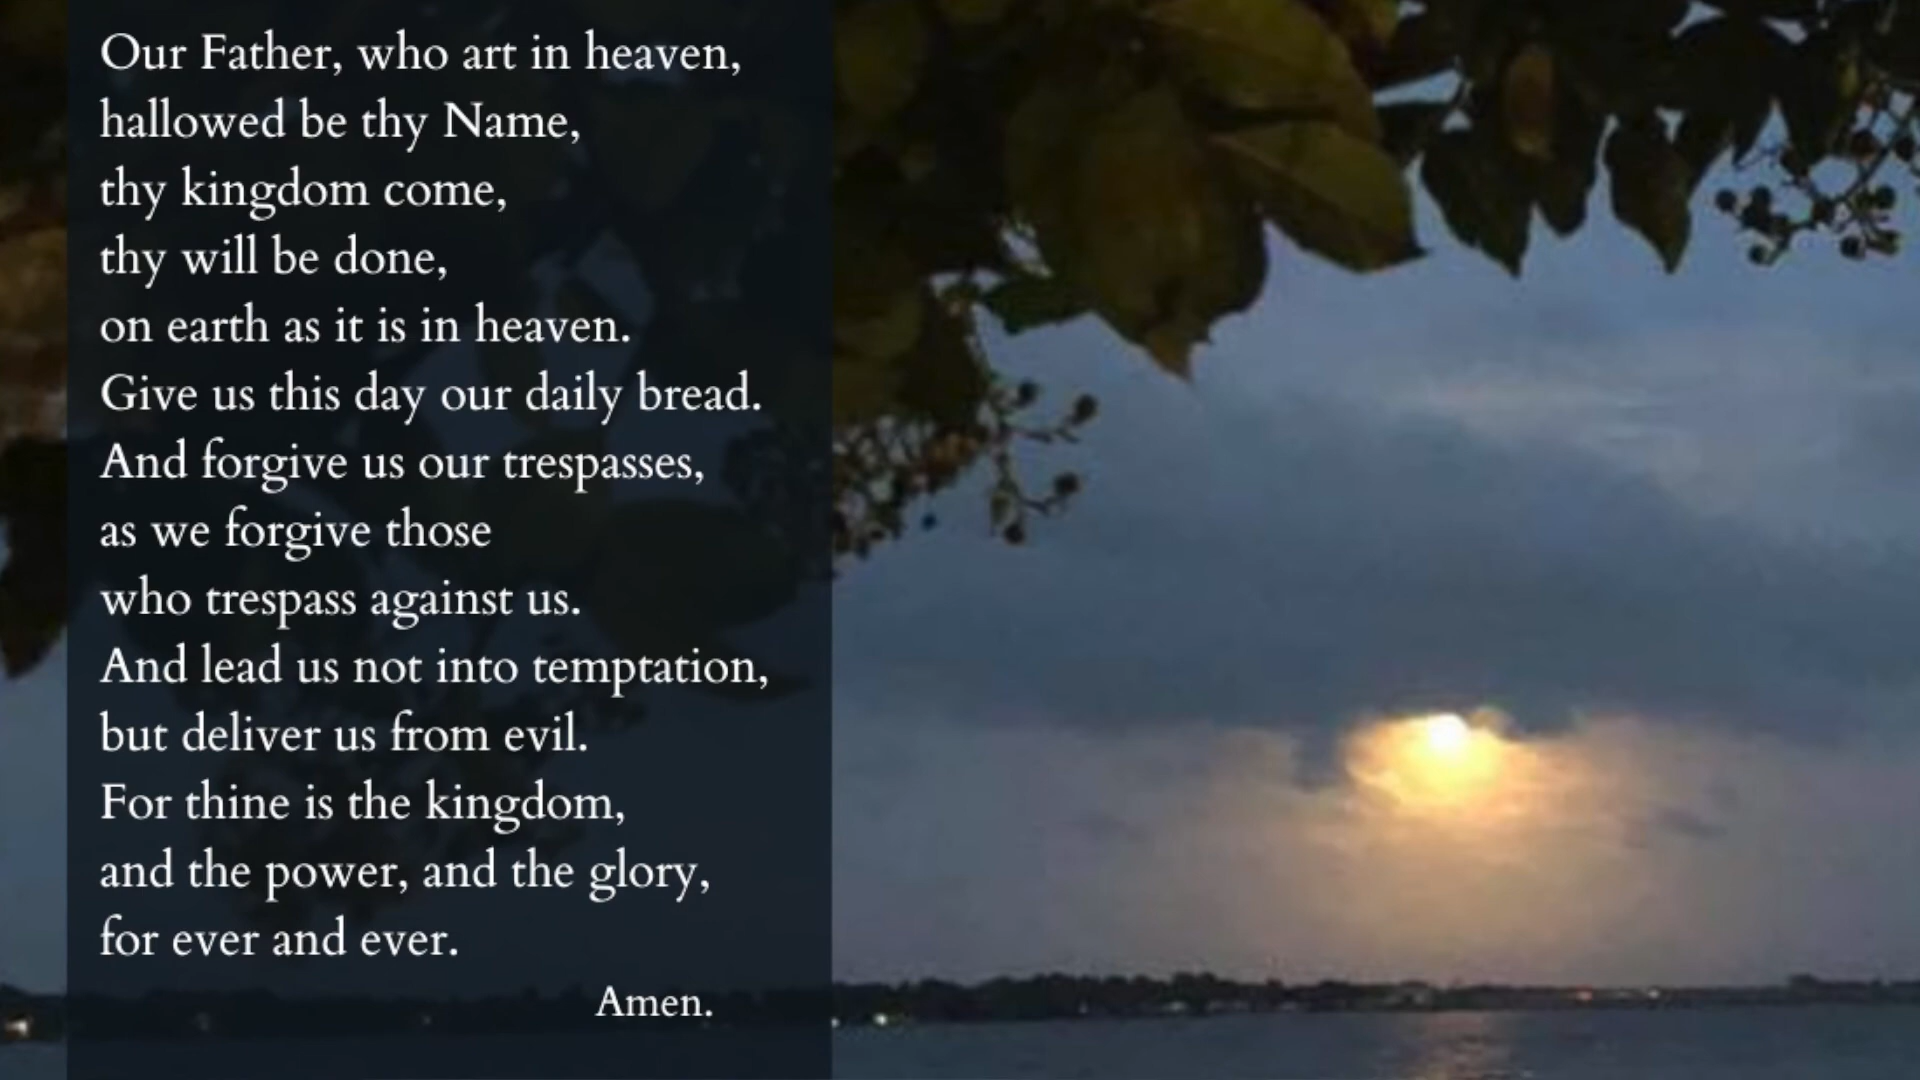 Our Father, who art in heaven,
hallowed be thy Name,
thy kingdom come,
thy will be done,
on earth as it is in heaven.
Give us this day our daily bread.
And forgive us our trespasses,
as we forgive those
who trespass against us.
And lead us not into temptation,
but deliver us from evil.
For thine is the kingdom,
and the power, and the glory,
for ever and ever.
Amen.